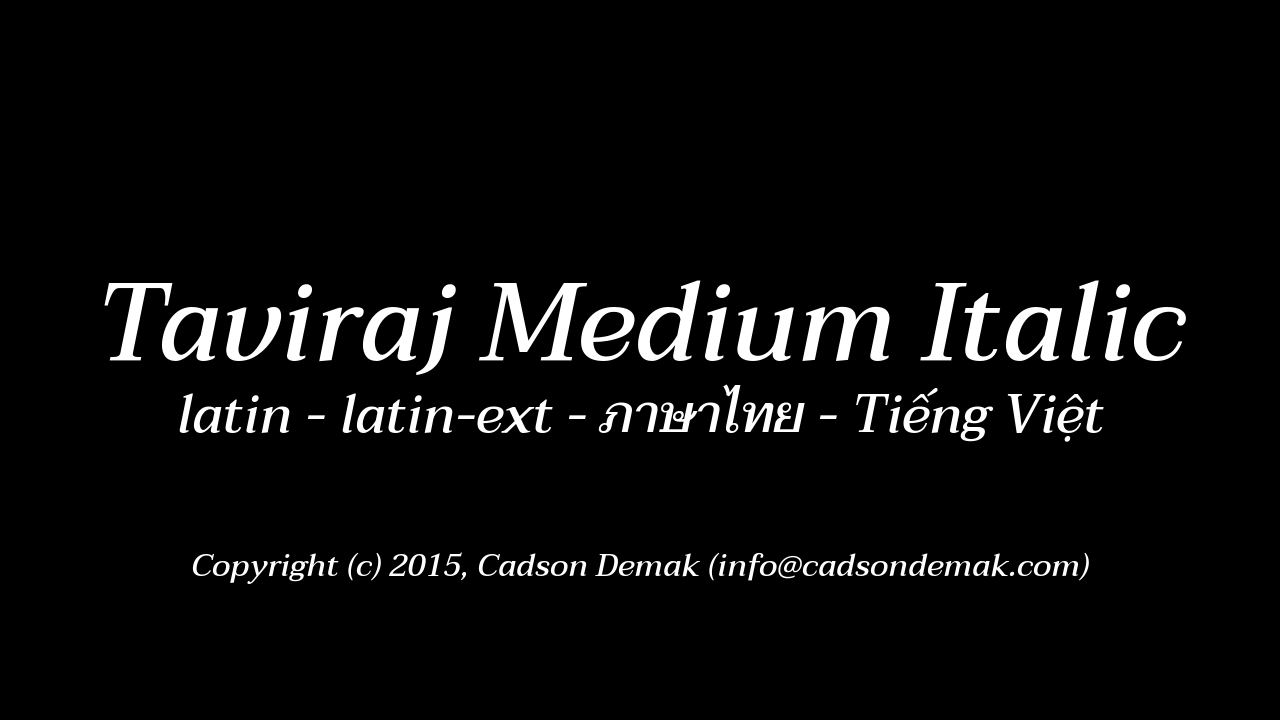 Taviraj Medium Italic
latin - latin-ext - ภาษาไทย - Tiếng Việt
Copyright (c) 2015, Cadson Demak (info@cadsondemak.com)